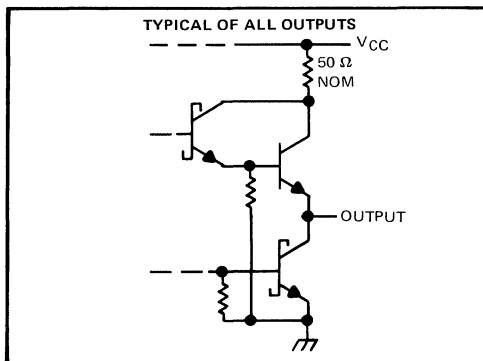 TYPICAL OF ALL OUTPUTS
VCC
50 Ω
NOM
OUTPUT